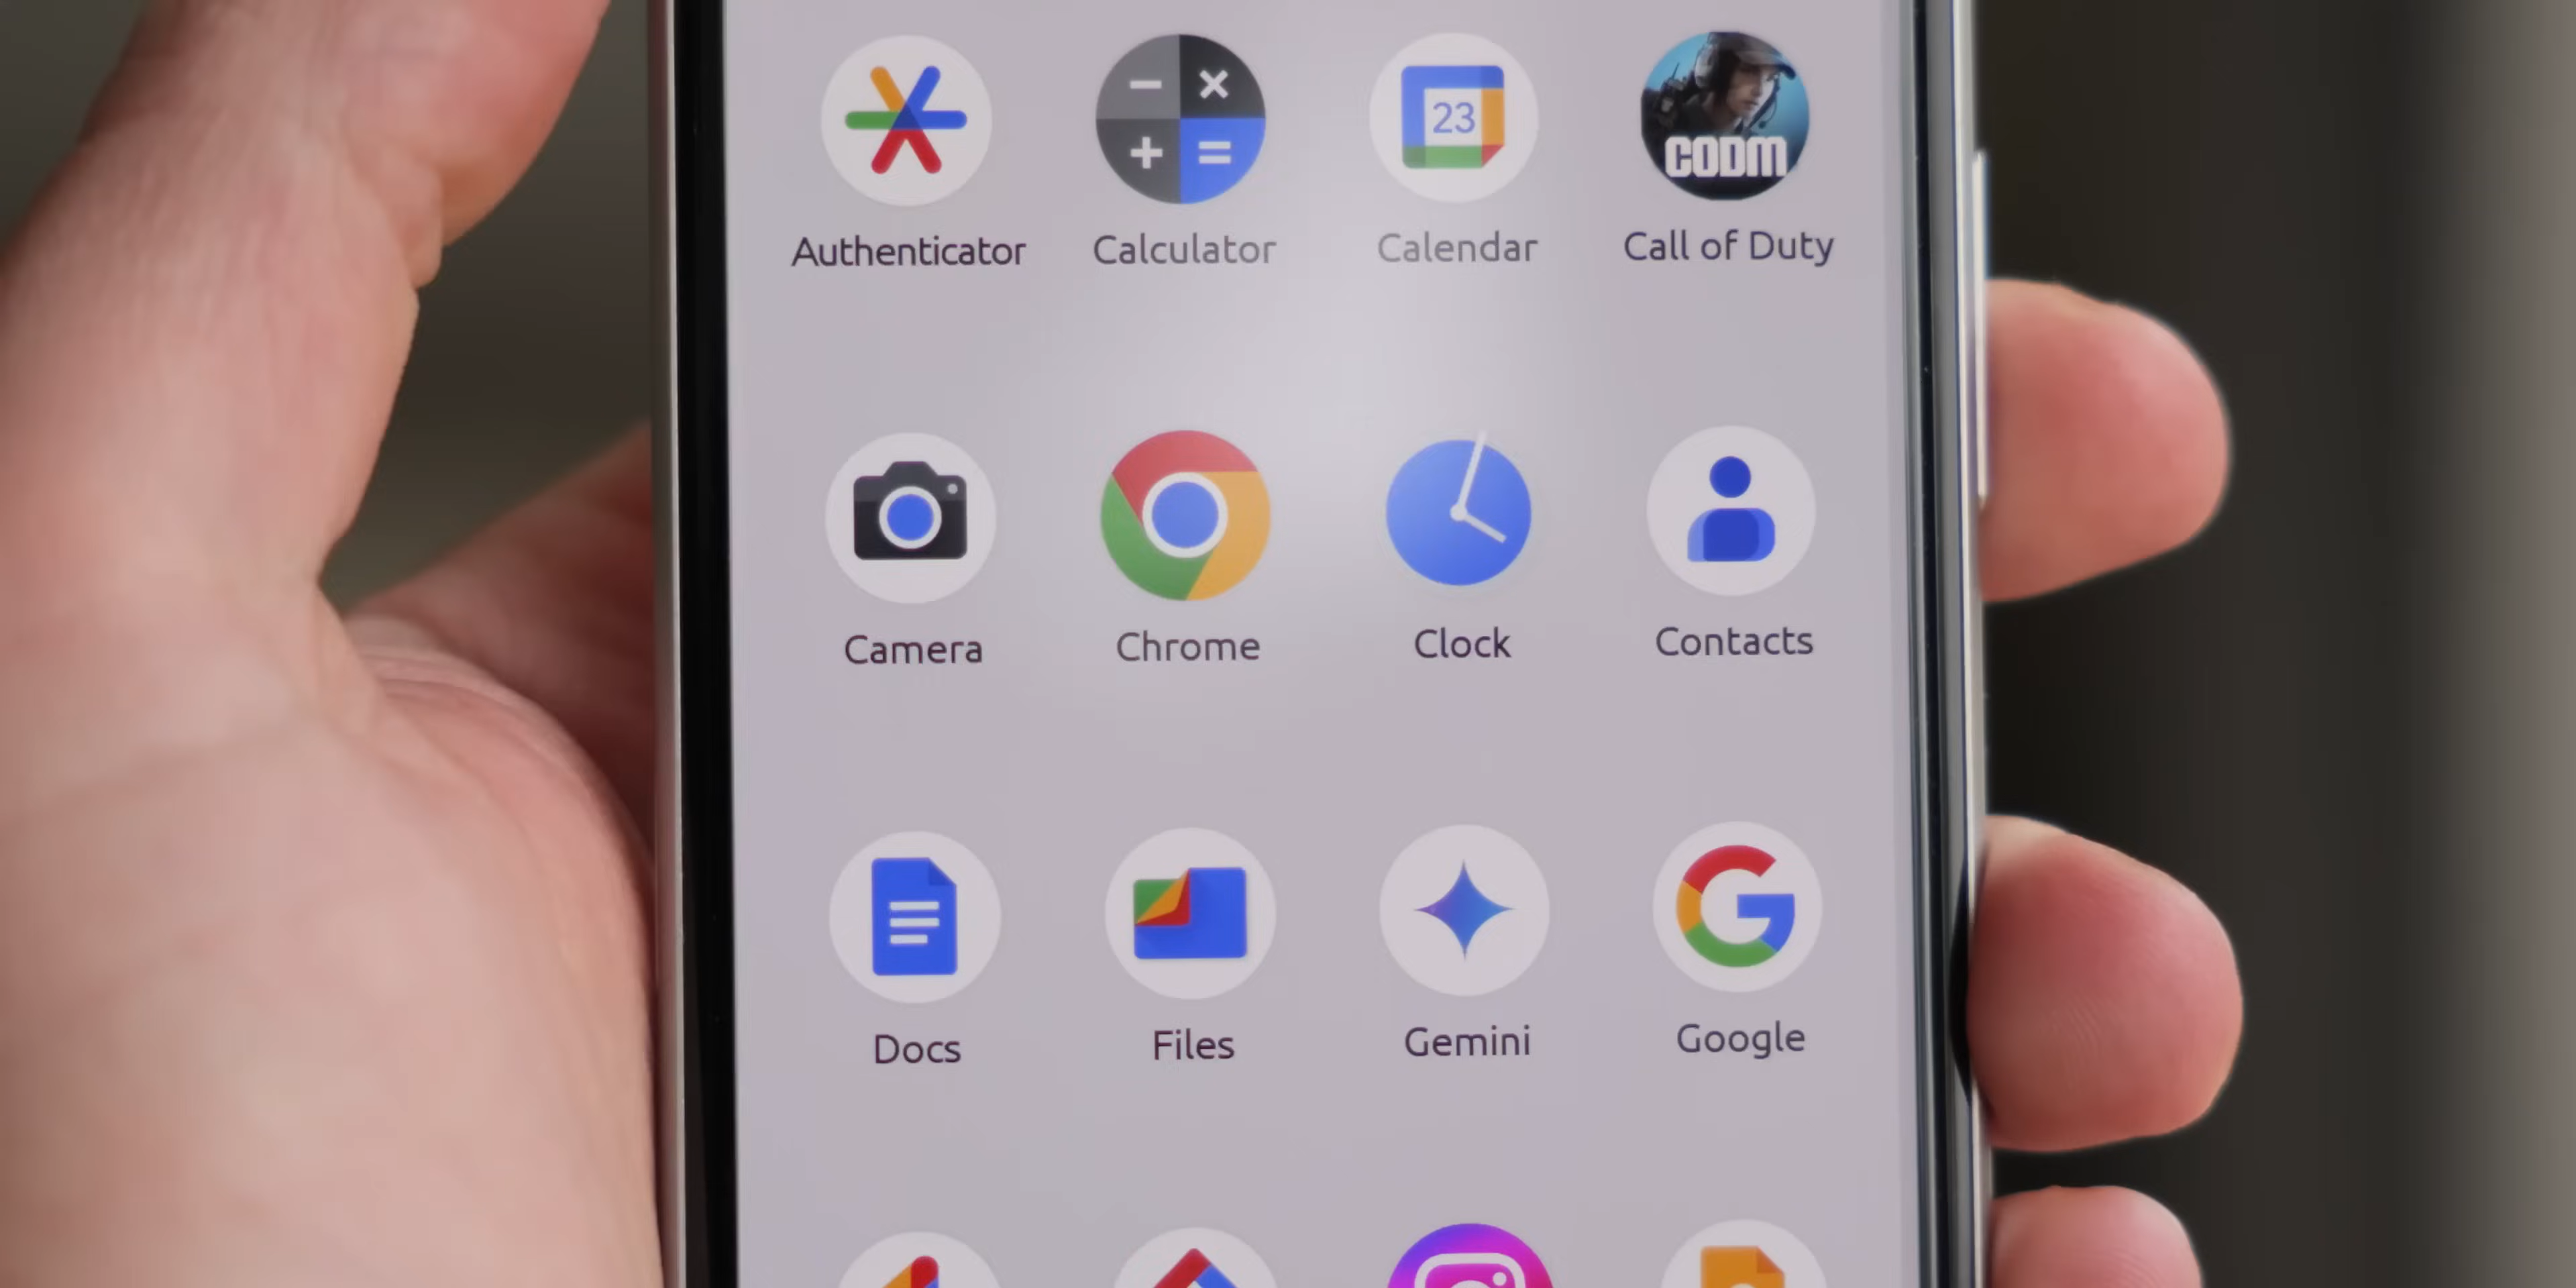 23
CODM
Authenticator
Calculator
Calendar
Call of Duty
Camera
Chrome
Clock
Contacts
Docs
Files
Gemini
Google